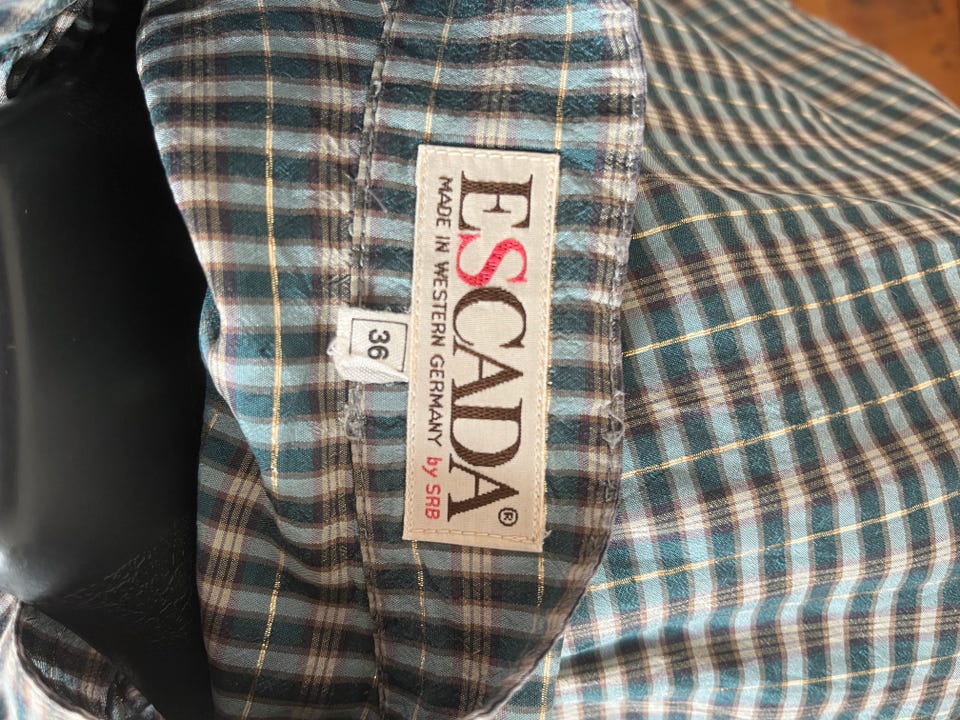 ESCADA®
MADE IN WESTERN GERMANY by SRB
36